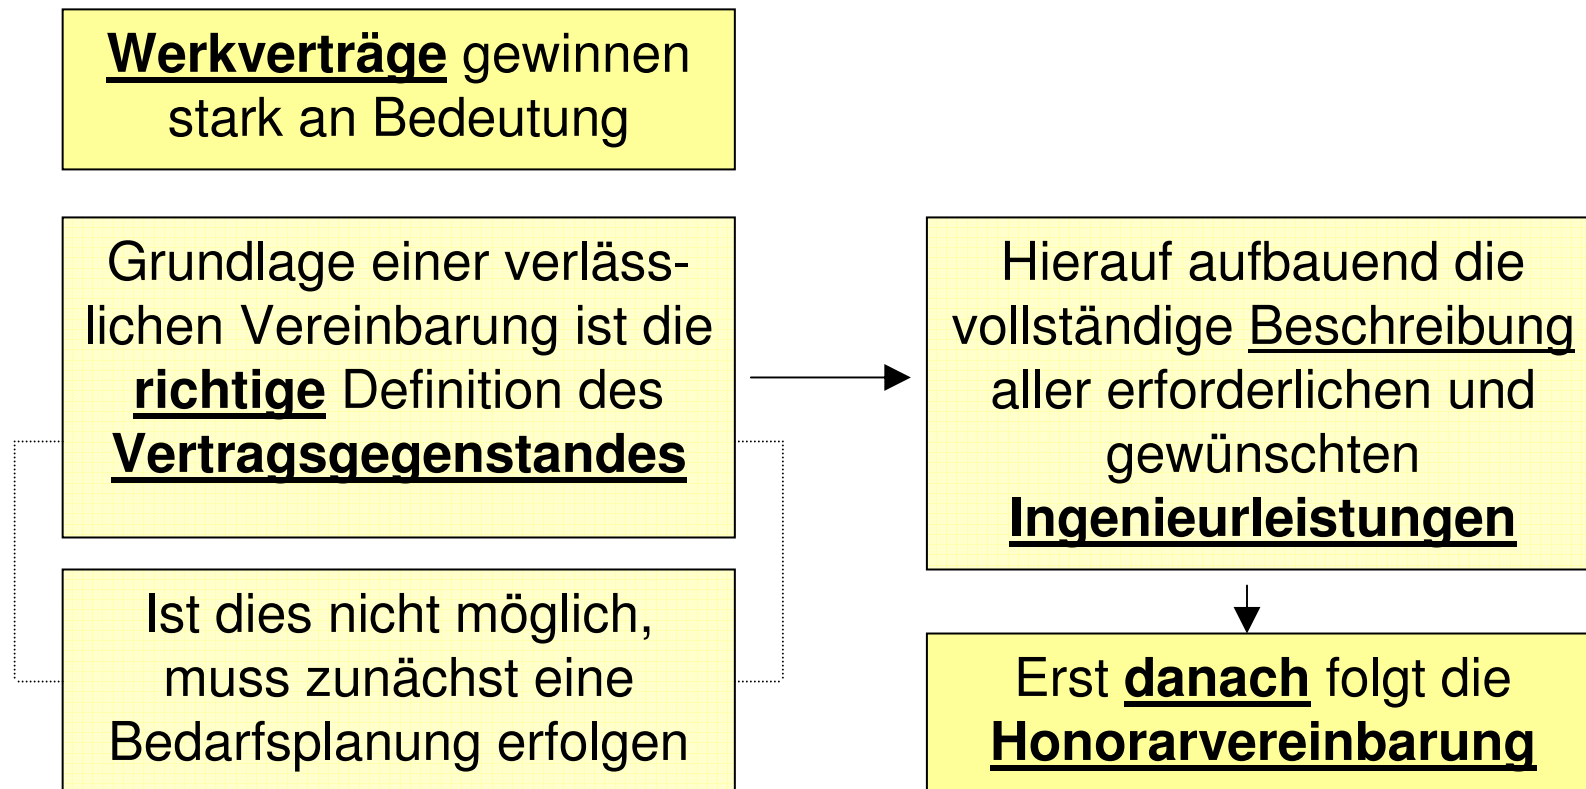 Werkverträge gewinnen
stark an Bedeutung
Grundlage einer verläss-
lichen Vereinbarung ist die
richtige Definition des
Vertragsgegenstandes
Ist dies nicht möglich,
muss zunächst eine
Bedarfsplanung erfolgen
Hierauf aufbauend die
vollständige Beschreibung
aller erforderlichen und
gewünschten
Ingenieurleistungen
Erst danach folgt die
Honorarvereinbarung